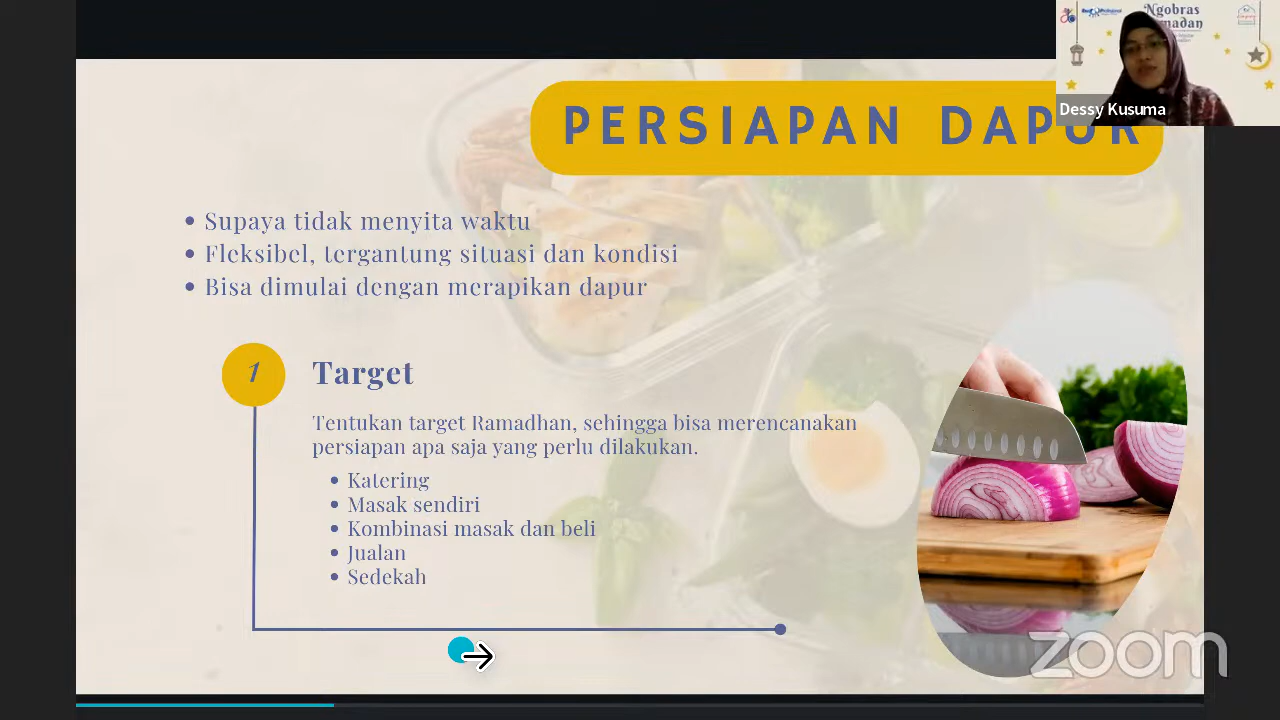 Ngobras
Dessy Kusuma
PERSIAPAN DAPUR
• Supaya tidak menyita waktu
• Fleksibel, tergantung situasi dan kondisi
• Bisa dimulai dengan merapikan dapur
1
Target
Tentukan target Ramadhan, sehingga bisa merencanakan
persiapan apa saja yang perlu dilakukan.
• Katering
• Masak sendiri
• Kombinasi masak dan beli
• Jualan
• Sedekah
zoom